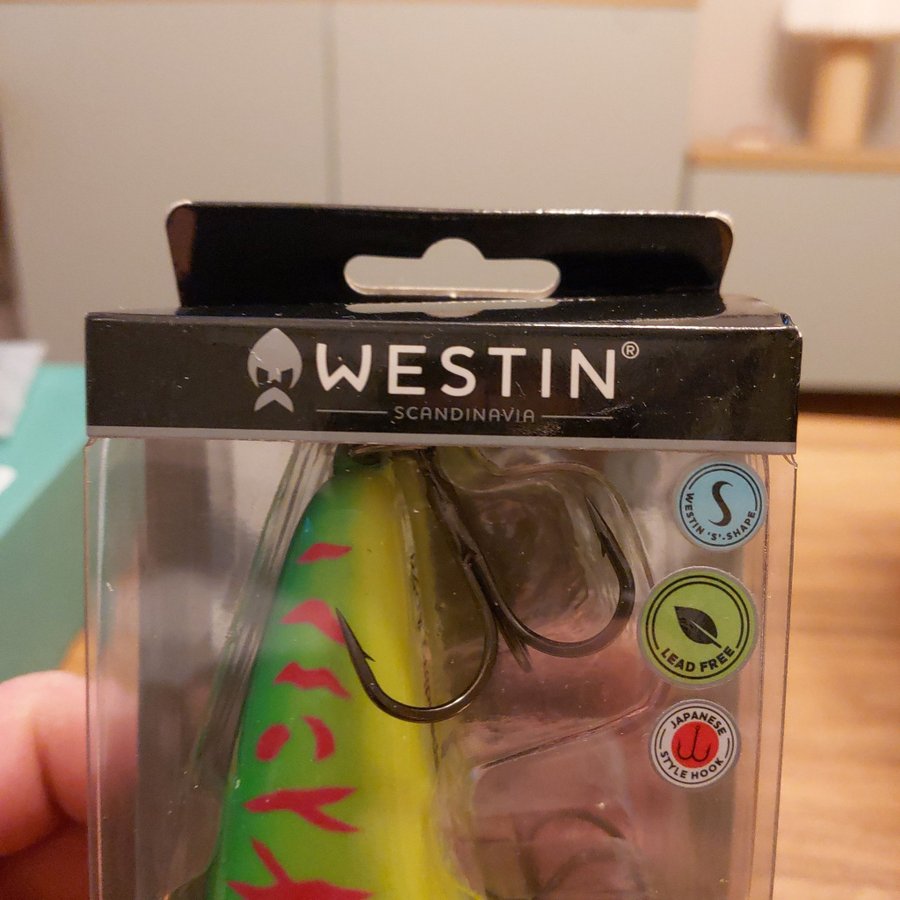 WESTIN®
SCANDINAVIA
WESTIN 'S'-SHAPE
LEAD FREE
JAPANESE
STYLE HOOK